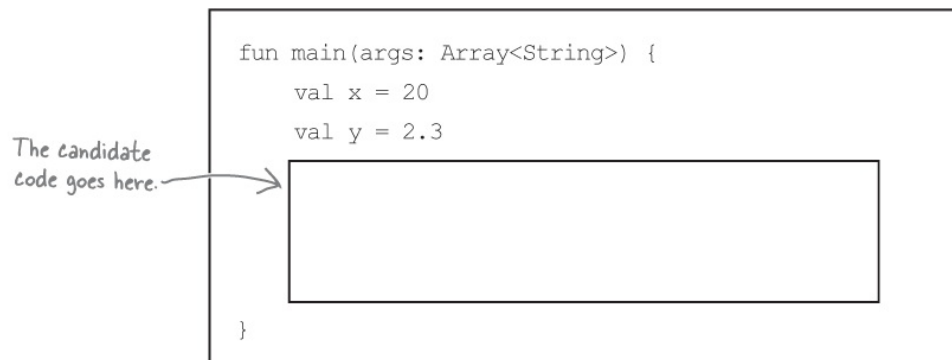 fun main(args: Array<String>) {
val x = 20
val y = 2.3
The candidate
code goes here.
}